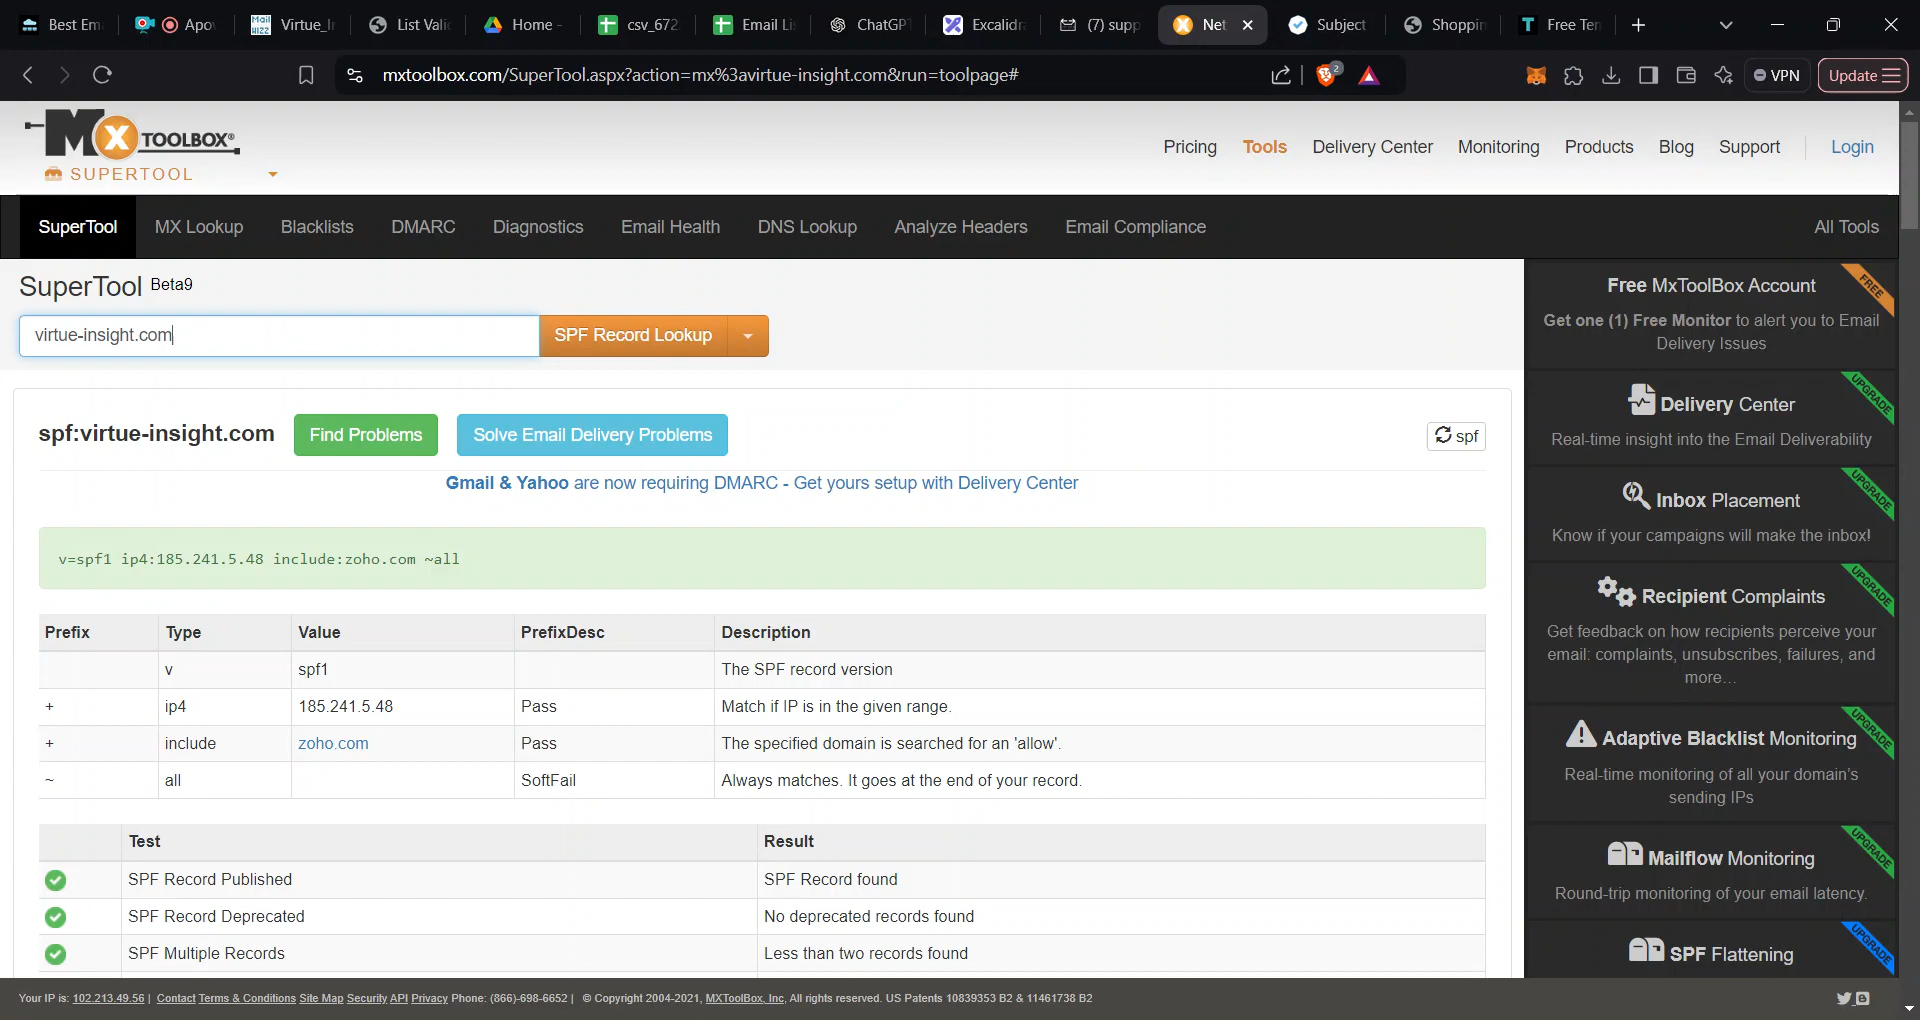 Best Em
Apo
Virtue_I
List Vali
Home -
csv_672
Email Li
ChatGPT
Excalidra
(7) supp
Net
Subject
Shoppin
Free Ten
mxtoolbox.com/SuperTool.aspx?action=mx%3avirtue-insight.com&run=toolpage#
2
VPN
Update
MX TOOLBOX®
SUPERTOOL
Pricing
Tools
Delivery Center
Monitoring
Products
Blog
Support
Login
SuperTool
MX Lookup
Blacklists
DMARC
Diagnostics
Email Health
DNS Lookup
Analyze Headers
Email Compliance
All Tools
SuperTool Beta9
virtue-insight.com
SPF Record Lookup
spf:virtue-insight.com
Find Problems
Solve Email Delivery Problems
spf
Gmail & Yahoo are now requiring DMARC - Get yours setup with Delivery Center
v=spf1 ip4:185.241.5.48 include:zoho.com ~all
Prefix Type Value PrefixDesc Description
v spf1 The SPF record version
+ ip4 185.241.5.48 Pass Match if IP is in the given range.
+ include zoho.com Pass The specified domain is searched for an 'allow'.
~ all SoftFail Always matches. It goes at the end of your record.
Test Result
SPF Record Published SPF Record found
SPF Record Deprecated No deprecated records found
SPF Multiple Records Less than two records found
Free MxToolBox Account
FREE
Get one (1) Free Monitor to alert you to Email
Delivery Issues
Delivery Center
UPGRADE
Real-time insight into the Email Deliverability
Inbox Placement
UPGRADE
Know if your campaigns will make the inbox!
Recipient Complaints
UPGRADE
Get feedback on how recipients perceive your
email: complaints, unsubscribes, failures, and
more...
Adaptive Blacklist Monitoring
UPGRADE
Real-time monitoring of all your domain's
sending IPs
Mailflow Monitoring
UPGRADE
Round-trip monitoring of your email latency.
SPF Flattening
UPGRADE
Your IP is: 102.213.49.56 | Contact Terms & Conditions Site Map Security API Privacy Phone: (866)-698-6652 | © Copyright 2004-2021, MXToolBox, Inc, All rights reserved. US Patents 10839353 B2 & 11461738 B2